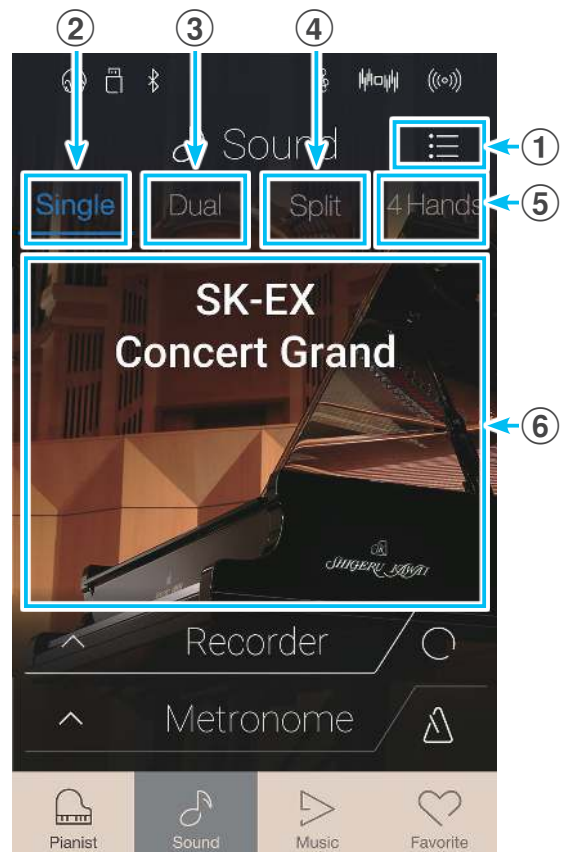 ② ③ ④
Sound
①
Single Dual Split 4 Hands
⑤
SK-EX
Concert Grand
⑥
SHIGERU KAWAI
Recorder
Metronome
Pianist Sound Music Favorite